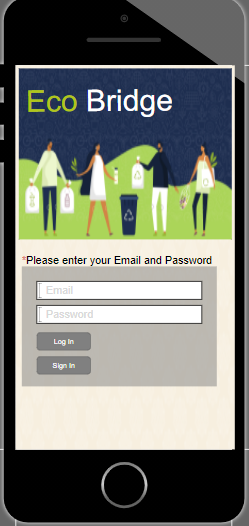 Eco Bridge
*Please enter your Email and Password
Email
Password
Log In
Sign In